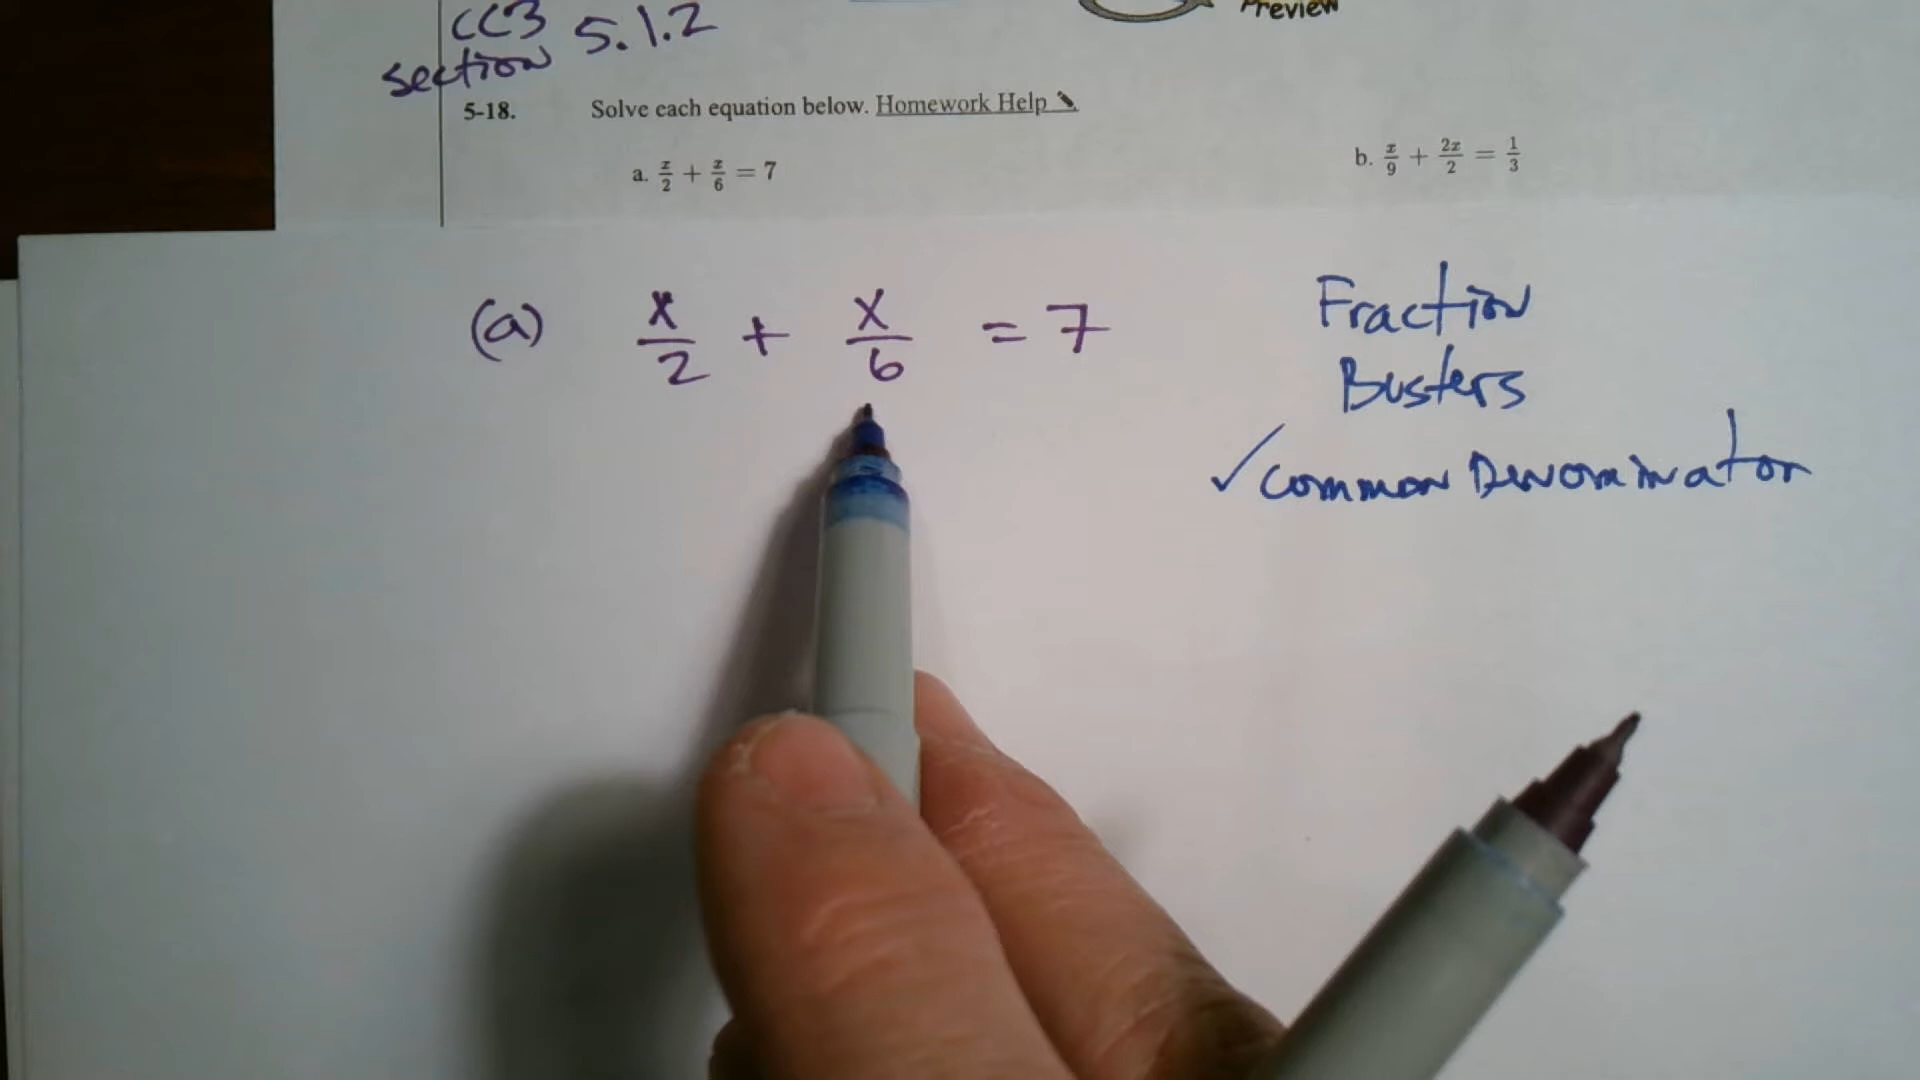 CC3
section 5.1.2
Preview
5-18. Solve each equation below. Homework Help
a. x/2 + x/6 = 7
b. x/9 + 2x/2 = 1/3
(a) x/2 + x/6 = 7
Fraction
Busters
✓common Denominator